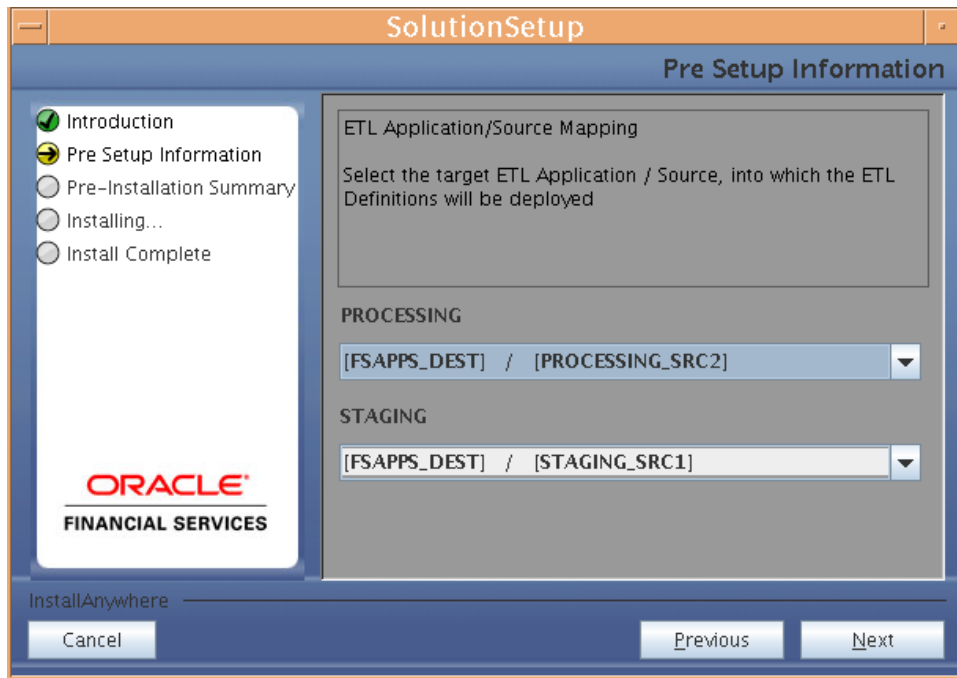 SolutionSetup
Pre Setup Information
Introduction
Pre Setup Information
Pre-Installation Summary
Installing...
Install Complete
ORACLE
FINANCIAL SERVICES
ETL Application/Source Mapping
Select the target ETL Application / Source, into which the ETL
Definitions will be deployed
PROCESSING
[FSAPPS_DEST] / [PROCESSING_SRC2]
STAGING
[FSAPPS_DEST] / [STAGING_SRC1]
InstallAnywhere
Cancel
Previous
Next